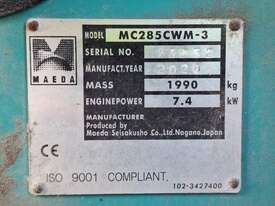 MAEDA
MODEL MC285CWM-3
SERIAL NO.
MANUFACT.YEAR 2020
MASS 1990 kg
ENGINEPOWER 7.4 kW
MANUFACTURER
Produced by
Maeda Seisakusho Co.,Ltd.Nagano.Japan
CE
ISO 9001 COMPLIANT.
102-3427400